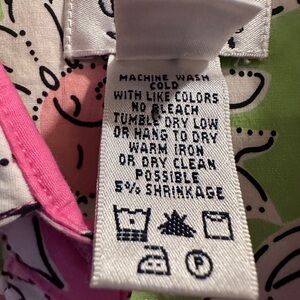 MACHINE WASH
COLD
WITH LIKE COLORS
NO BLEACH
TUMBLE DRY LOW
OR HANG TO DRY
WARM IRON
OR DRY CLEAN
POSSIBLE
5% SHRINKAGE
P